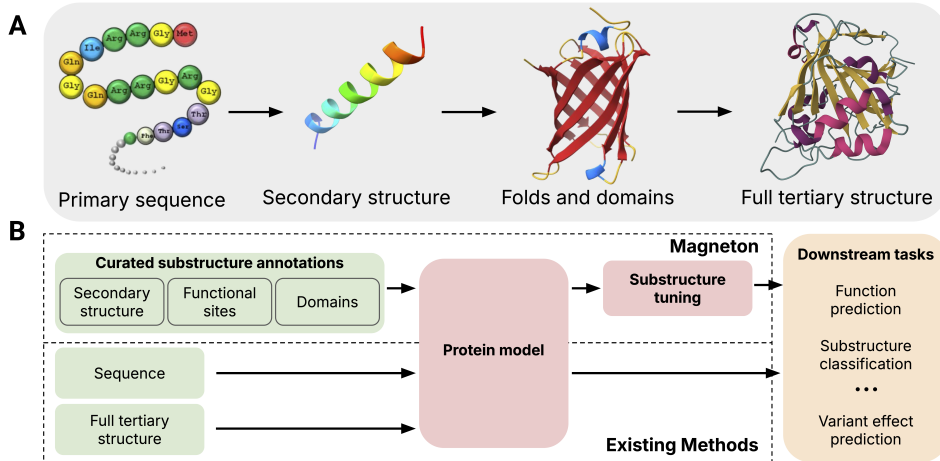 A
Met
Gly
Arg
Arg
Ile
Gln
Gly
Gln
Arg
Arg
Gly
Arg
Gly
Thr
Thr
Phe
Primary sequence
Secondary structure
Folds and domains
Full tertiary structure
B
Magneton
Curated substructure annotations
Secondary
structure
Functional
sites
Domains
Substructure
tuning
Protein model
Sequence
Full tertiary
structure
Existing Methods
Downstream tasks
Function
prediction
Substructure
classification
•••
Variant effect
prediction